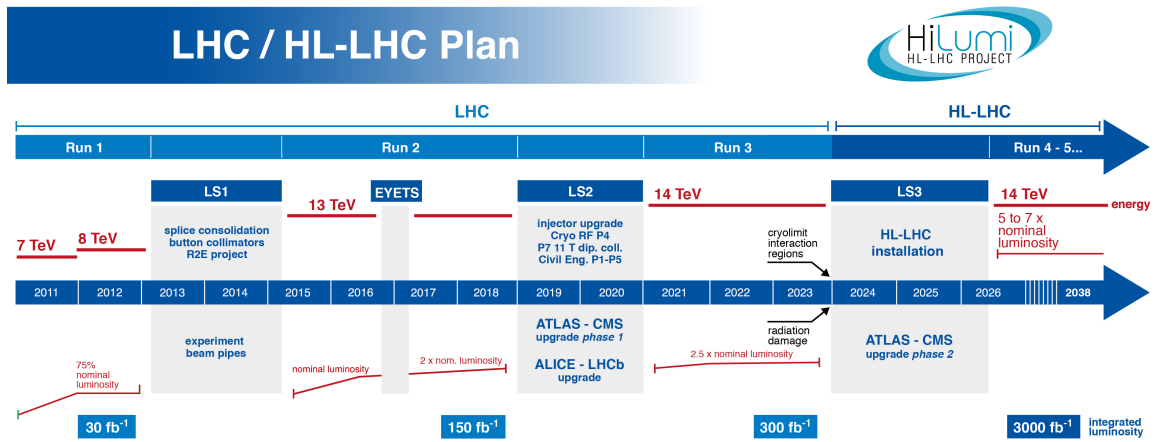 LHC / HL-LHC Plan
HiLumi
HL-LHC PROJECT
LHC
HL-LHC
Run 1
Run 2
Run 3
Run 4 - 5...
LS1
EYETS
LS2
LS3
13 TeV
14 TeV
14 TeV
energy
7 TeV
8 TeV
splice consolidation
button collimators
R2E project
injector upgrade
Cryo RF P4
P7 11 T dip. coll.
Civil Eng. P1-P5
cryolimit
interaction
regions
HL-LHC
installation
5 to 7 x
nominal
luminosity
2011
2012
2013
2014
2015
2016
2017
2018
2019
2020
2021
2022
2023
2024
2025
2026
2038
75%
nominal
luminosity
experiment
beam pipes
nominal luminosity
2 x nom. luminosity
ATLAS - CMS
upgrade phase 1
ALICE - LHCb
upgrade
2.5 x nominal luminosity
radiation
damage
ATLAS - CMS
upgrade phase 2
30 fb-1
150 fb-1
300 fb-1
3000 fb-1
integrated
luminosity